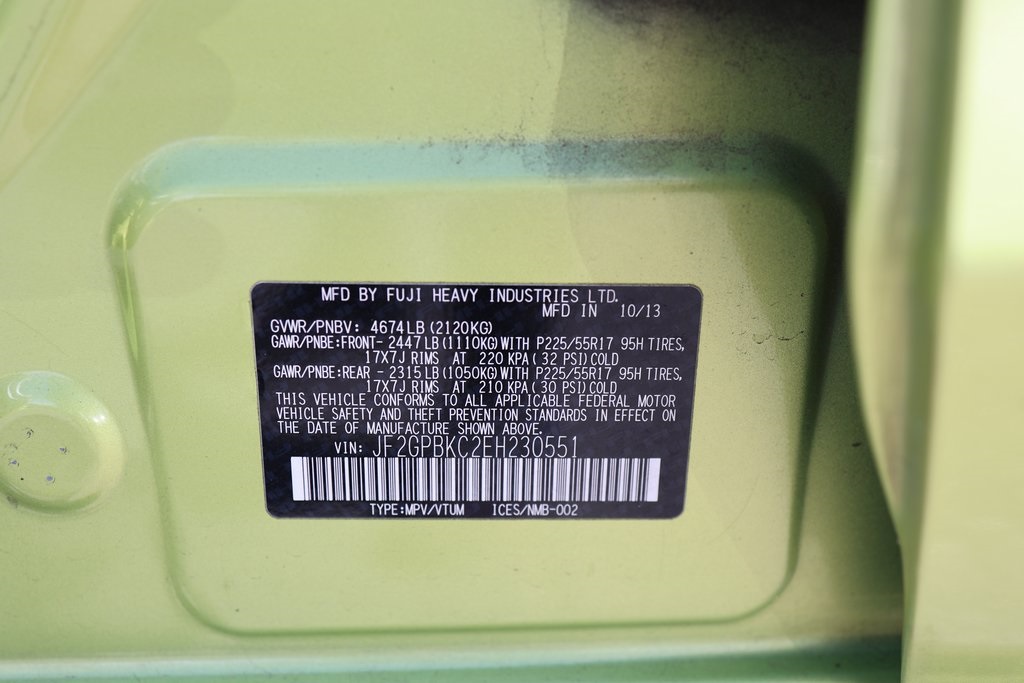 MFD BY FUJI HEAVY INDUSTRIES LTD.
MFD IN 10/13
GVWR/PNBV: 4674LB(2120KG)
GAWR/PNBE:FRONT- 2447LB(1110KG)WITH P225/55R17 95H TIRES,
17X7J RIMS AT 220 KPA( 32 PSI)COLD
GAWR/PNBE:REAR - 2315LB(1050KG)WITH P225/55R17 95H TIRES,
17X7J RIMS AT 210 KPA( 30 PSI)COLD
THIS VEHICLE CONFORMS TO ALL APPLICABLE FEDERAL MOTOR
VEHICLE SAFETY AND THEFT PREVENTION STANDARDS IN EFFECT ON
THE DATE OF MANUFACTURE SHOWN ABOVE.
VIN: JF2GPBKC2EH230551
TYPE:MPV/VTUM ICES/NMB-002